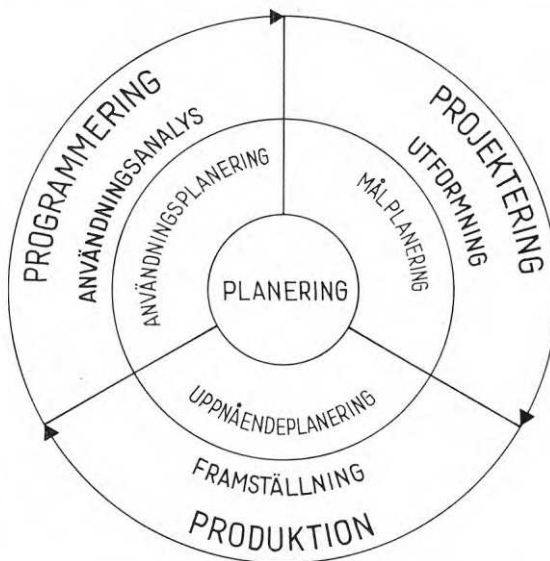 PROGRAMMERING
ANVÄNDNINGSANALYS
ANVÄNDNINGSPLANERING
PROJEKTERING
UTFORMNING
MÅLPLANERING
PLANERING
UPPNÅENDEPLANERING
FRAMSTÄLLNING
PRODUKTION